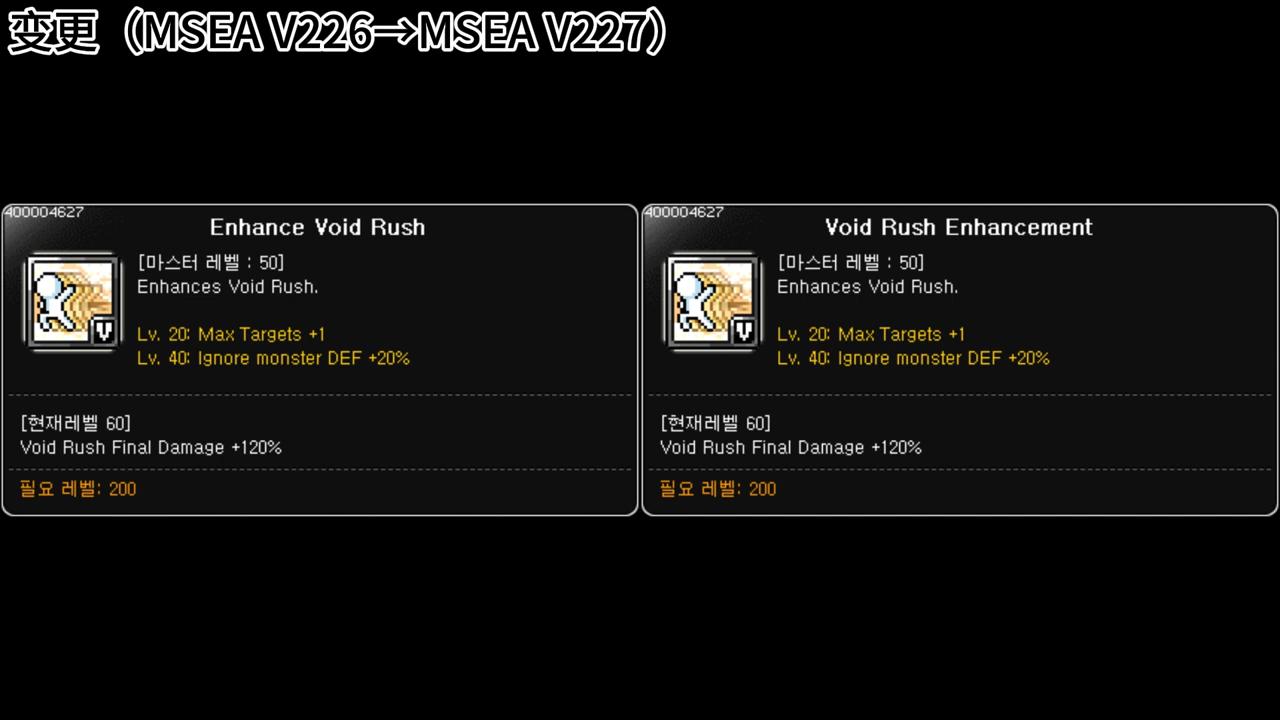 变更（MSEA V226→MSEA V227）
400004627
Enhance Void Rush
[마스터 레벨 : 50]
Enhances Void Rush.
Lv. 20: Max Targets +1
Lv. 40: Ignore monster DEF +20%
V
[현재레벨 60]
Void Rush Final Damage +120%
필요 레벨: 200
400004627
Void Rush Enhancement
[마스터 레벨 : 50]
Enhances Void Rush.
Lv. 20: Max Targets +1
Lv. 40: Ignore monster DEF +20%
V
[현재레벨 60]
Void Rush Final Damage +120%
필요 레벨: 200